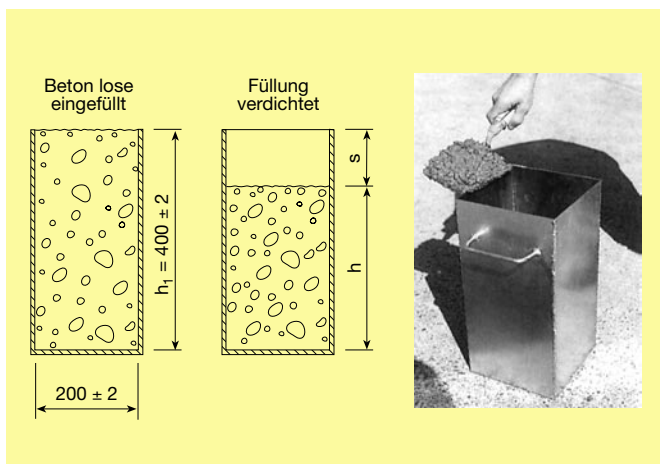 Beton lose
eingefüllt
Füllung
verdichtet
h₁ = 400 ± 2
s
h
200 ± 2